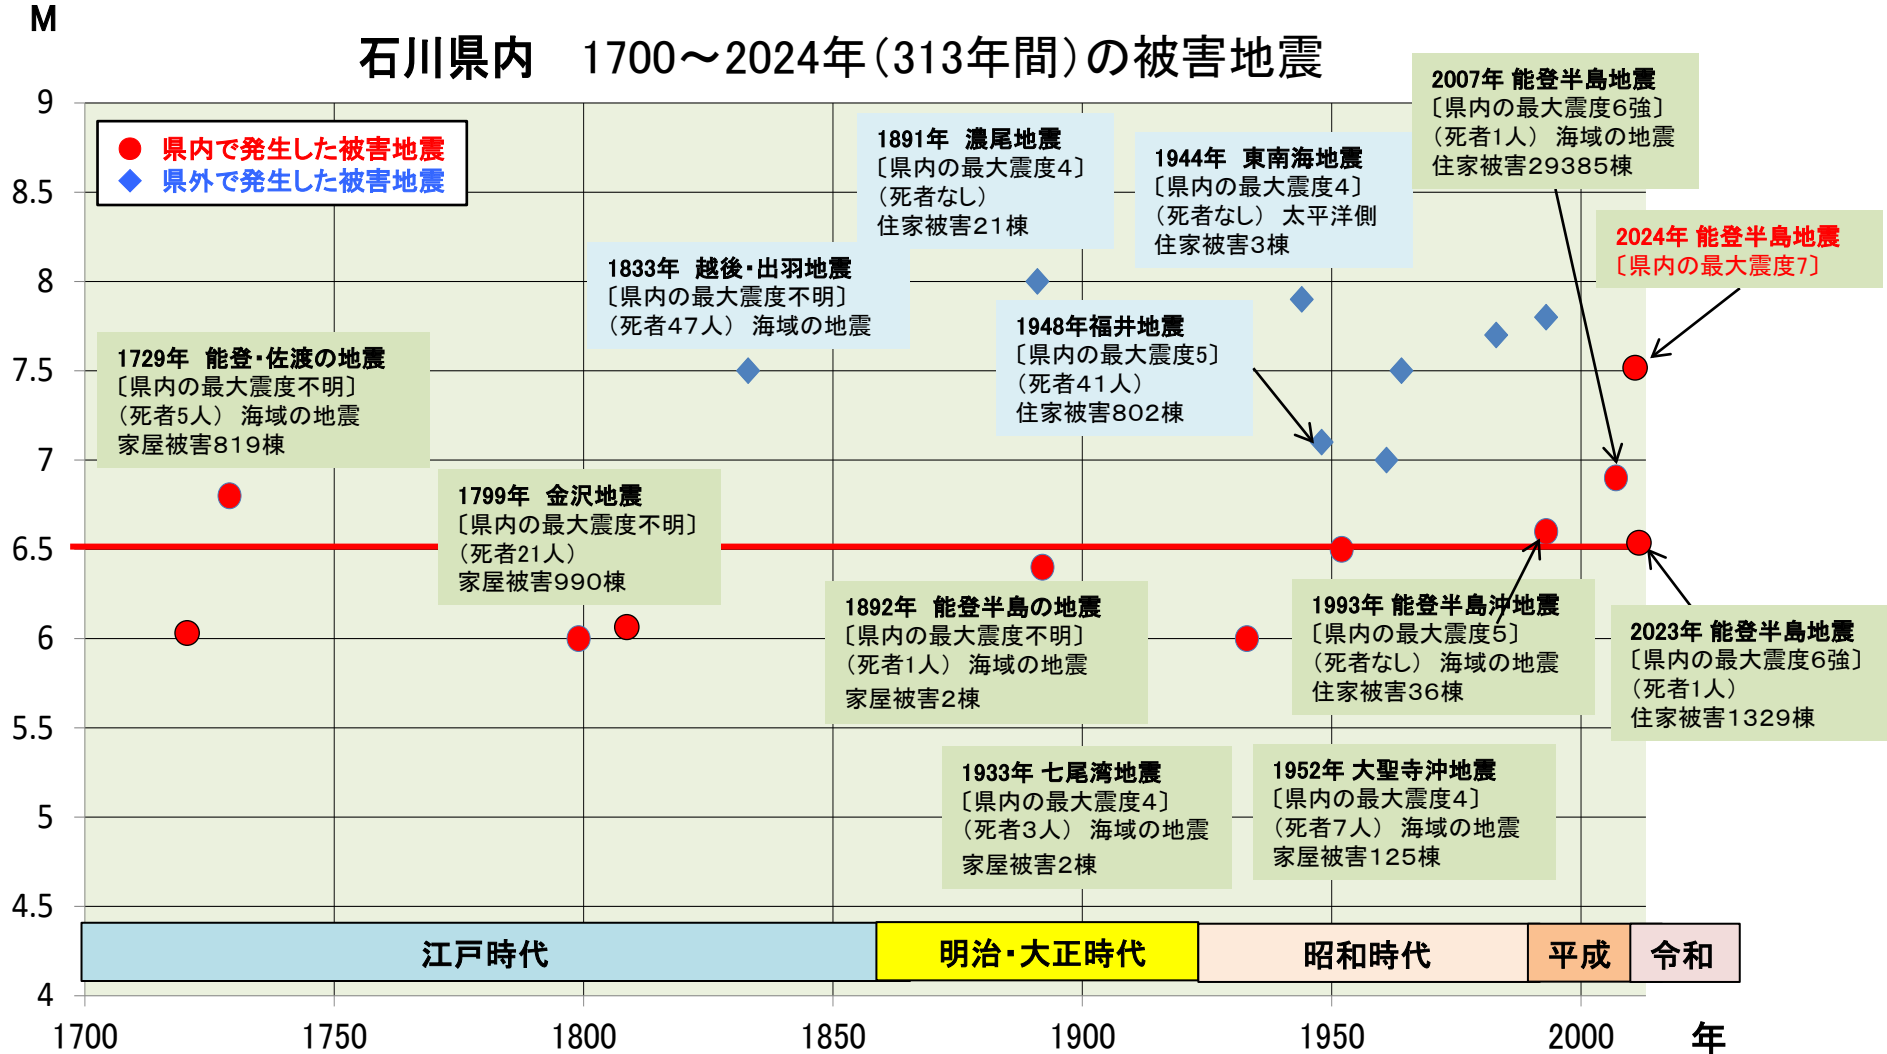 M
石川県内　1700～2024年（313年間）の被害地震
県内で発生した被害地震
県外で発生した被害地震
2007年 能登半島地震
〔県内の最大震度6強〕
（死者1人） 海域の地震
住家被害29385棟
1891年　濃尾地震
〔県内の最大震度4〕
（死者なし）
住家被害21棟
1944年　東南海地震
〔県内の最大震度4〕
（死者なし） 太平洋側
住家被害3棟
2024年 能登半島地震
〔県内の最大震度7〕
1833年　越後・出羽地震
〔県内の最大震度不明〕
（死者47人） 海域の地震
1948年福井地震
〔県内の最大震度5〕
（死者41人）
住家被害802棟
1729年　能登・佐渡の地震
〔県内の最大震度不明〕
（死者5人） 海域の地震
家屋被害819棟
1799年　金沢地震
〔県内の最大震度不明〕
（死者21人）
家屋被害990棟
1892年　能登半島の地震
〔県内の最大震度不明〕
（死者1人） 海域の地震
家屋被害2棟
1993年 能登半島沖地震
〔県内の最大震度5〕
（死者なし） 海域の地震
住家被害36棟
2023年 能登半島地震
〔県内の最大震度6強〕
（死者1人）
住家被害1329棟
1933年 七尾湾地震
〔県内の最大震度4〕
（死者3人） 海域の地震
家屋被害2棟
1952年 大聖寺沖地震
〔県内の最大震度4〕
（死者7人） 海域の地震
家屋被害125棟
9
8.5
8
7.5
7
6.5
6
5.5
5
4.5
4
江戸時代
明治・大正時代
昭和時代
平成
令和
1700
1750
1800
1850
1900
1950
2000
年